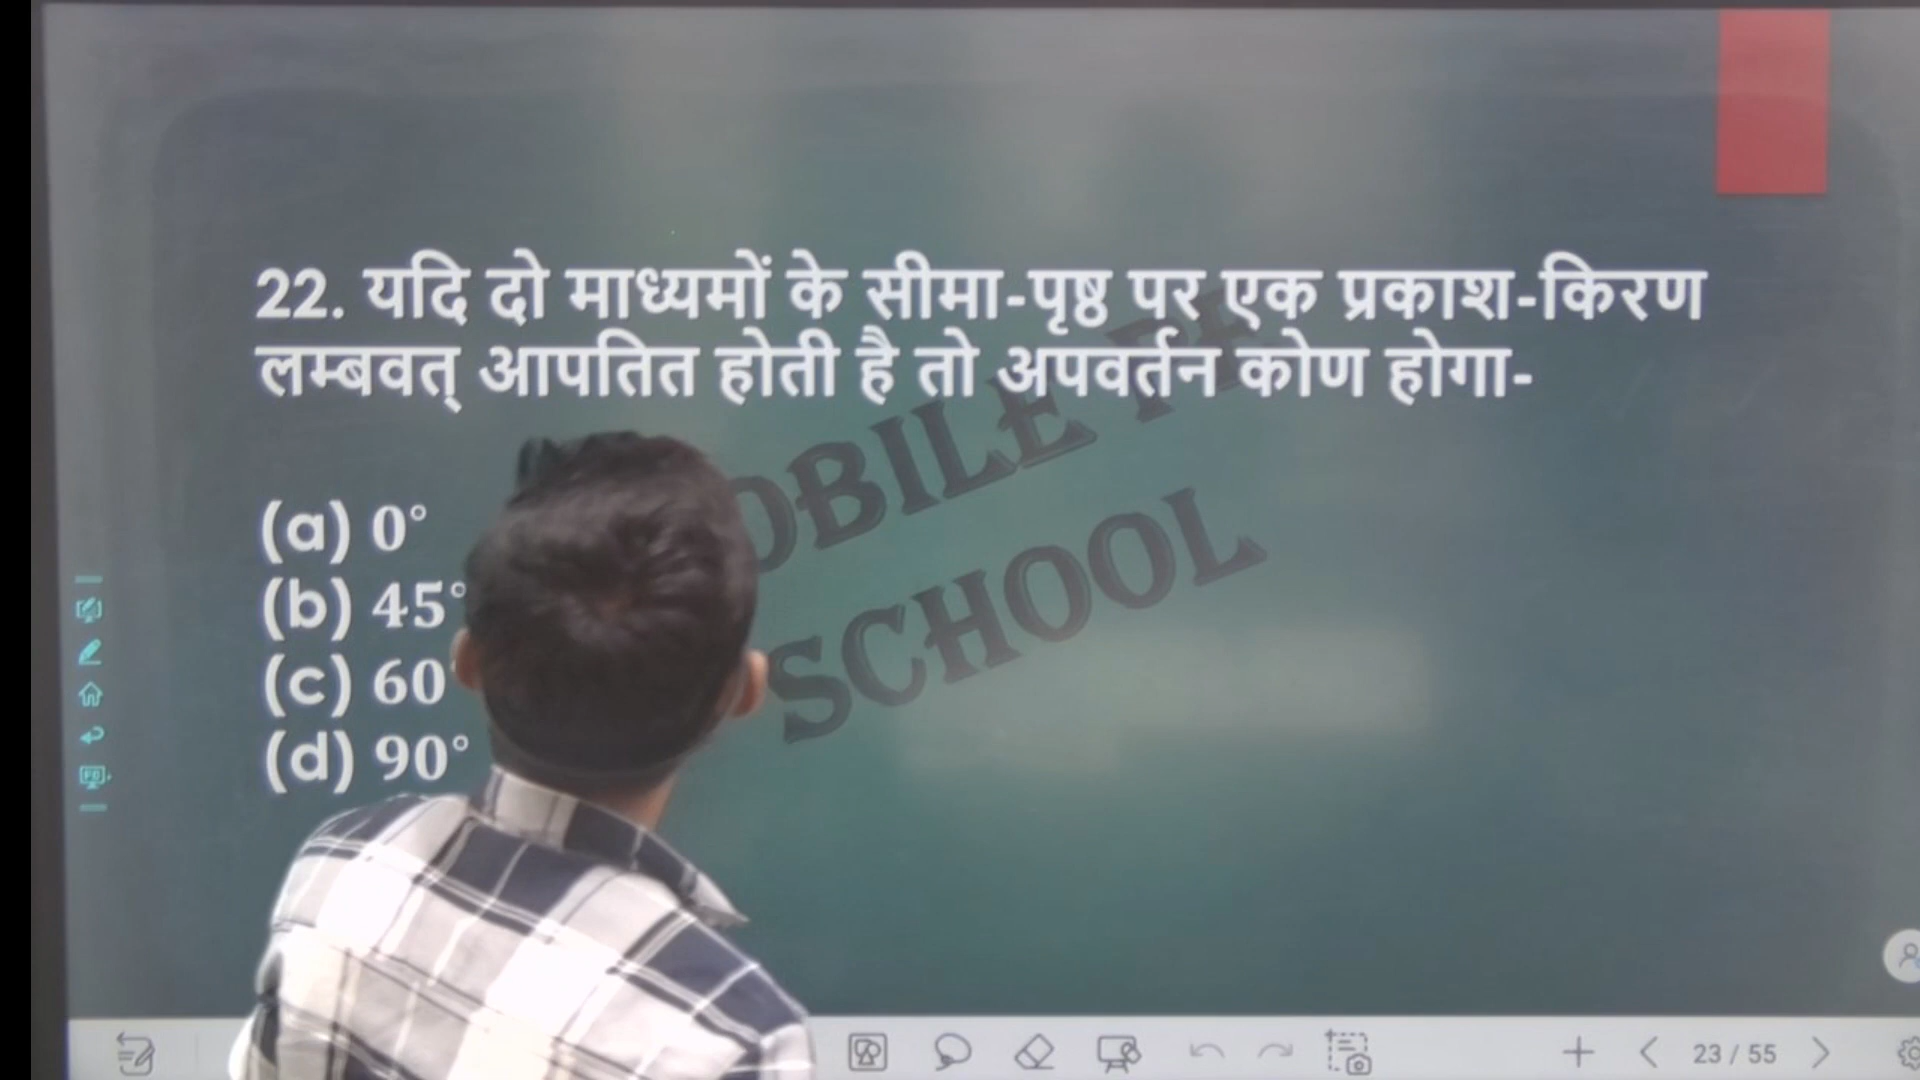 22. यदि दो माध्यमों के सीमा-पृष्ठ पर एक प्रकाश-किरण
लम्बवत् आपतित होती है तो अपवर्तन कोण होगा-
(a) 0°
(b) 45°
(c) 60
(d) 90°
SCHOOL
23 / 55